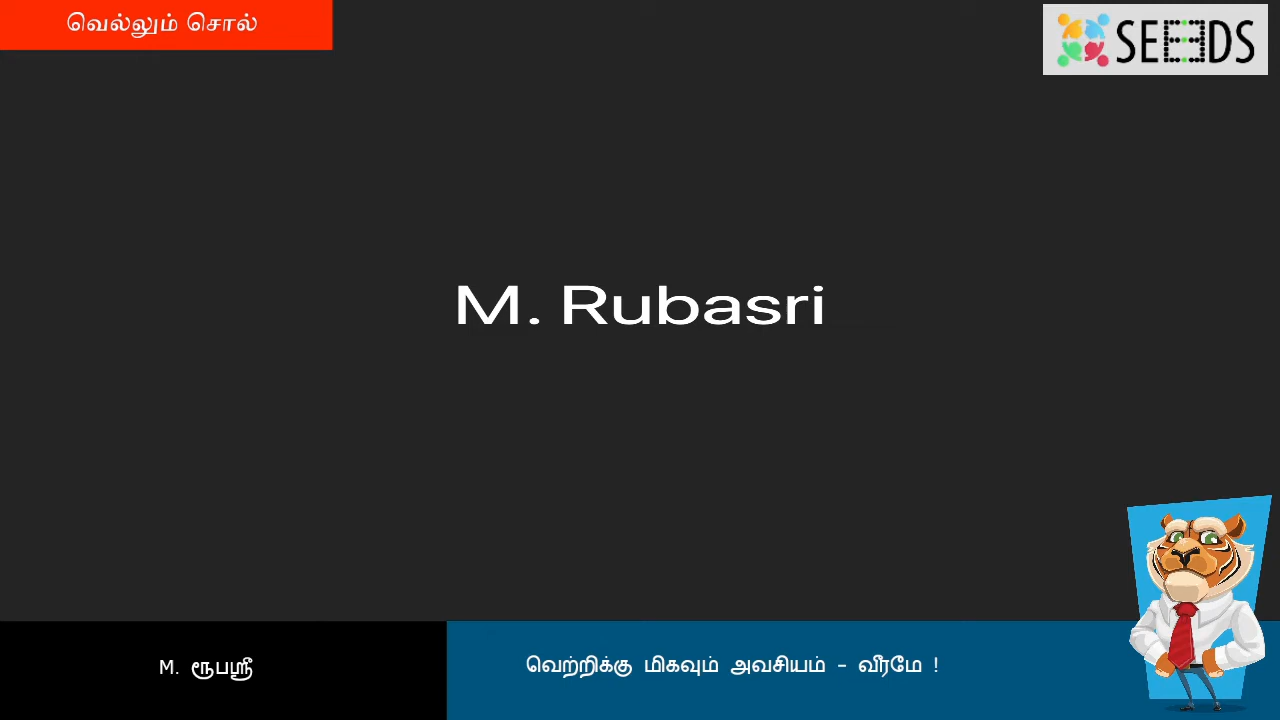 வெல்லும் சொல்
SEEDS
M. Rubasri
M. ரூபஸ்ரீ
வெற்றிக்கு மிகவும் அவசியம் - வீரமே !